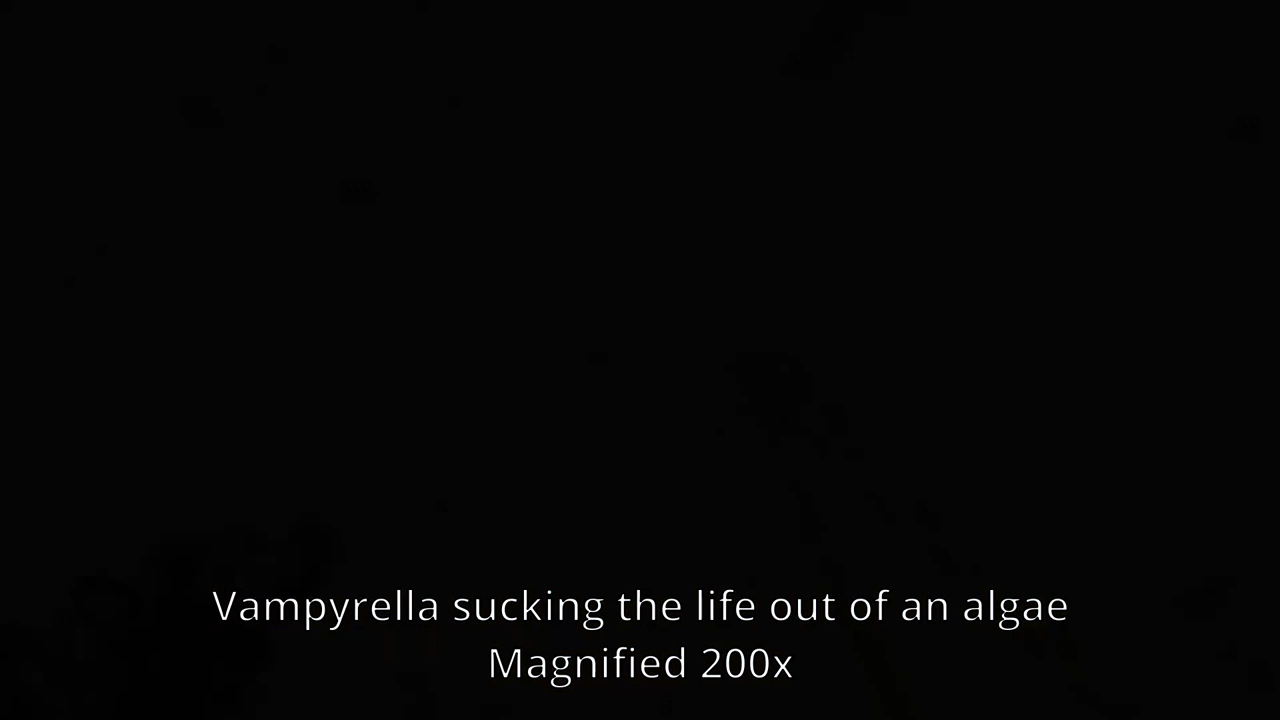 Vampyrella sucking the life out of an algae
Magnified 200x